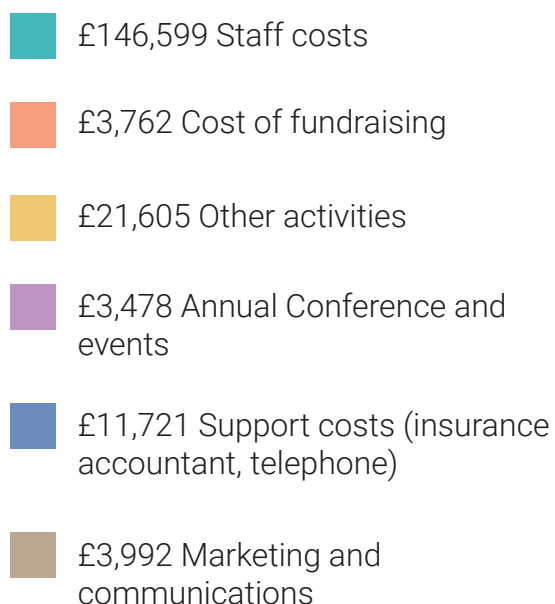 £146,599 Staff costs
£3,762 Cost of fundraising
£21,605 Other activities
£3,478 Annual Conference and
events
£11,721 Support costs (insurance
accountant, telephone)
£3,992 Marketing and
communications